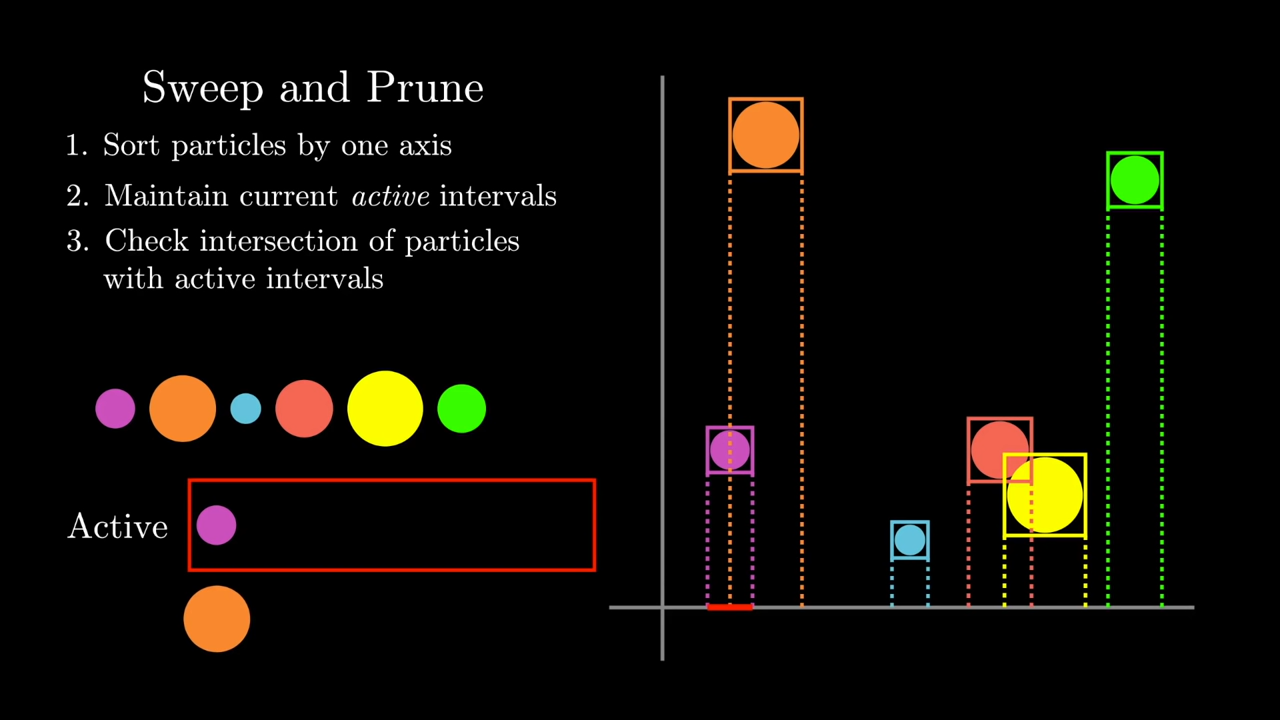 Sweep and Prune
1. Sort particles by one axis
2. Maintain current active intervals
3. Check intersection of particles
with active intervals
Active